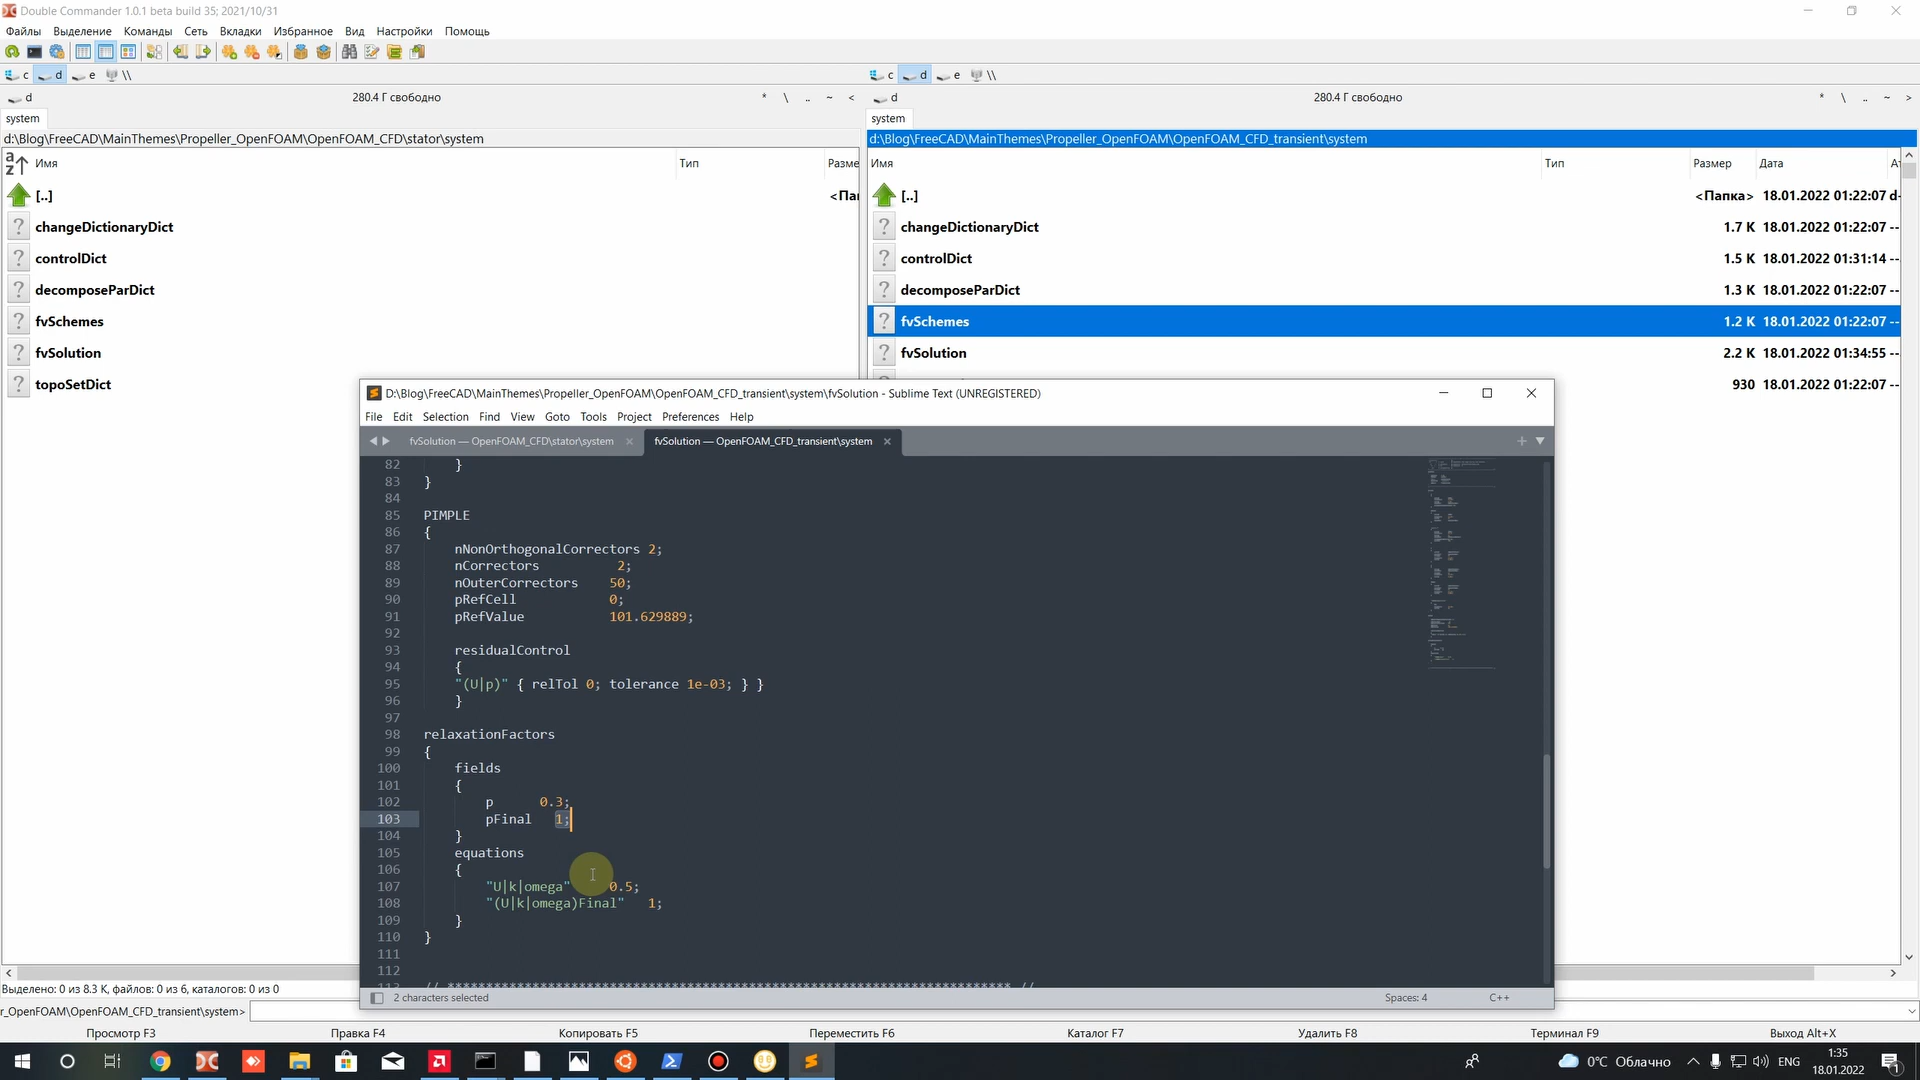 Double Commander 1.0.1 beta build 35; 2021/10/31
Файлы Выделение Команды Сеть Вкладки Избранное Вид Настройки Помощь
c d e \\ c d e \\
d 280.4 Г свободно * \ .. ~ < d 280.4 Г свободно * \ .. ~ >
system system
d:\Blog\FreeCAD\MainThemes\Propeller_OpenFOAM\OpenFOAM_CFD\stator\system d:\Blog\FreeCAD\MainThemes\Propeller_OpenFOAM\OpenFOAM_CFD_transient\system
Имя Тип Разме Имя Тип Размер Дата Ат
[..] <Пап [..] <Папка> 18.01.2022 01:22:07 d-
changeDictionaryDict changeDictionaryDict 1.7 K 18.01.2022 01:22:07 --
controlDict controlDict 1.5 K 18.01.2022 01:31:14 --
decomposeParDict decomposeParDict 1.3 K 18.01.2022 01:22:07 --
fvSchemes fvSchemes 1.2 K 18.01.2022 01:22:07 --
fvSolution fvSolution 2.2 K 18.01.2022 01:34:55 --
topoSetDict 930 18.01.2022 01:22:07 --
D:\Blog\FreeCAD\MainThemes\Propeller_OpenFOAM\OpenFOAM_CFD_transient\system\fvSolution - Sublime Text (UNREGISTERED)
File Edit Selection Find View Goto Tools Project Preferences Help
fvSolution — OpenFOAM_CFD\stator\system fvSolution — OpenFOAM_CFD_transient\system
82 }
83 }
84
85 PIMPLE
86 {
87 nNonOrthogonalCorrectors 2;
88 nCorrectors 2;
89 nOuterCorrectors 50;
90 pRefCell 0;
91 pRefValue 101.629889;
92
93 residualControl
94 {
95 "(U|p)" { relTol 0; tolerance 1e-03; } }
96 }
97
98 relaxationFactors
99 {
100 fields
101 {
102 p 0.3;
103 pFinal 1;
104 }
105 equations
106 {
107 "U|k|omega" 0.5;
108 "(U|k|omega)Final" 1;
109 }
110 }
111
112
2 characters selected Spaces: 4 C++
Выделено: 0 из 8.3 K, файлов: 0 из 6, каталогов: 0 из 0
r_OpenFOAM\OpenFOAM_CFD_transient\system>
Просмотр F3 Правка F4 Копировать F5 Переместить F6 Каталог F7 Удалить F8 Терминал F9 Выход Alt+X
0°C Облачно ENG 1:35
18.01.2022